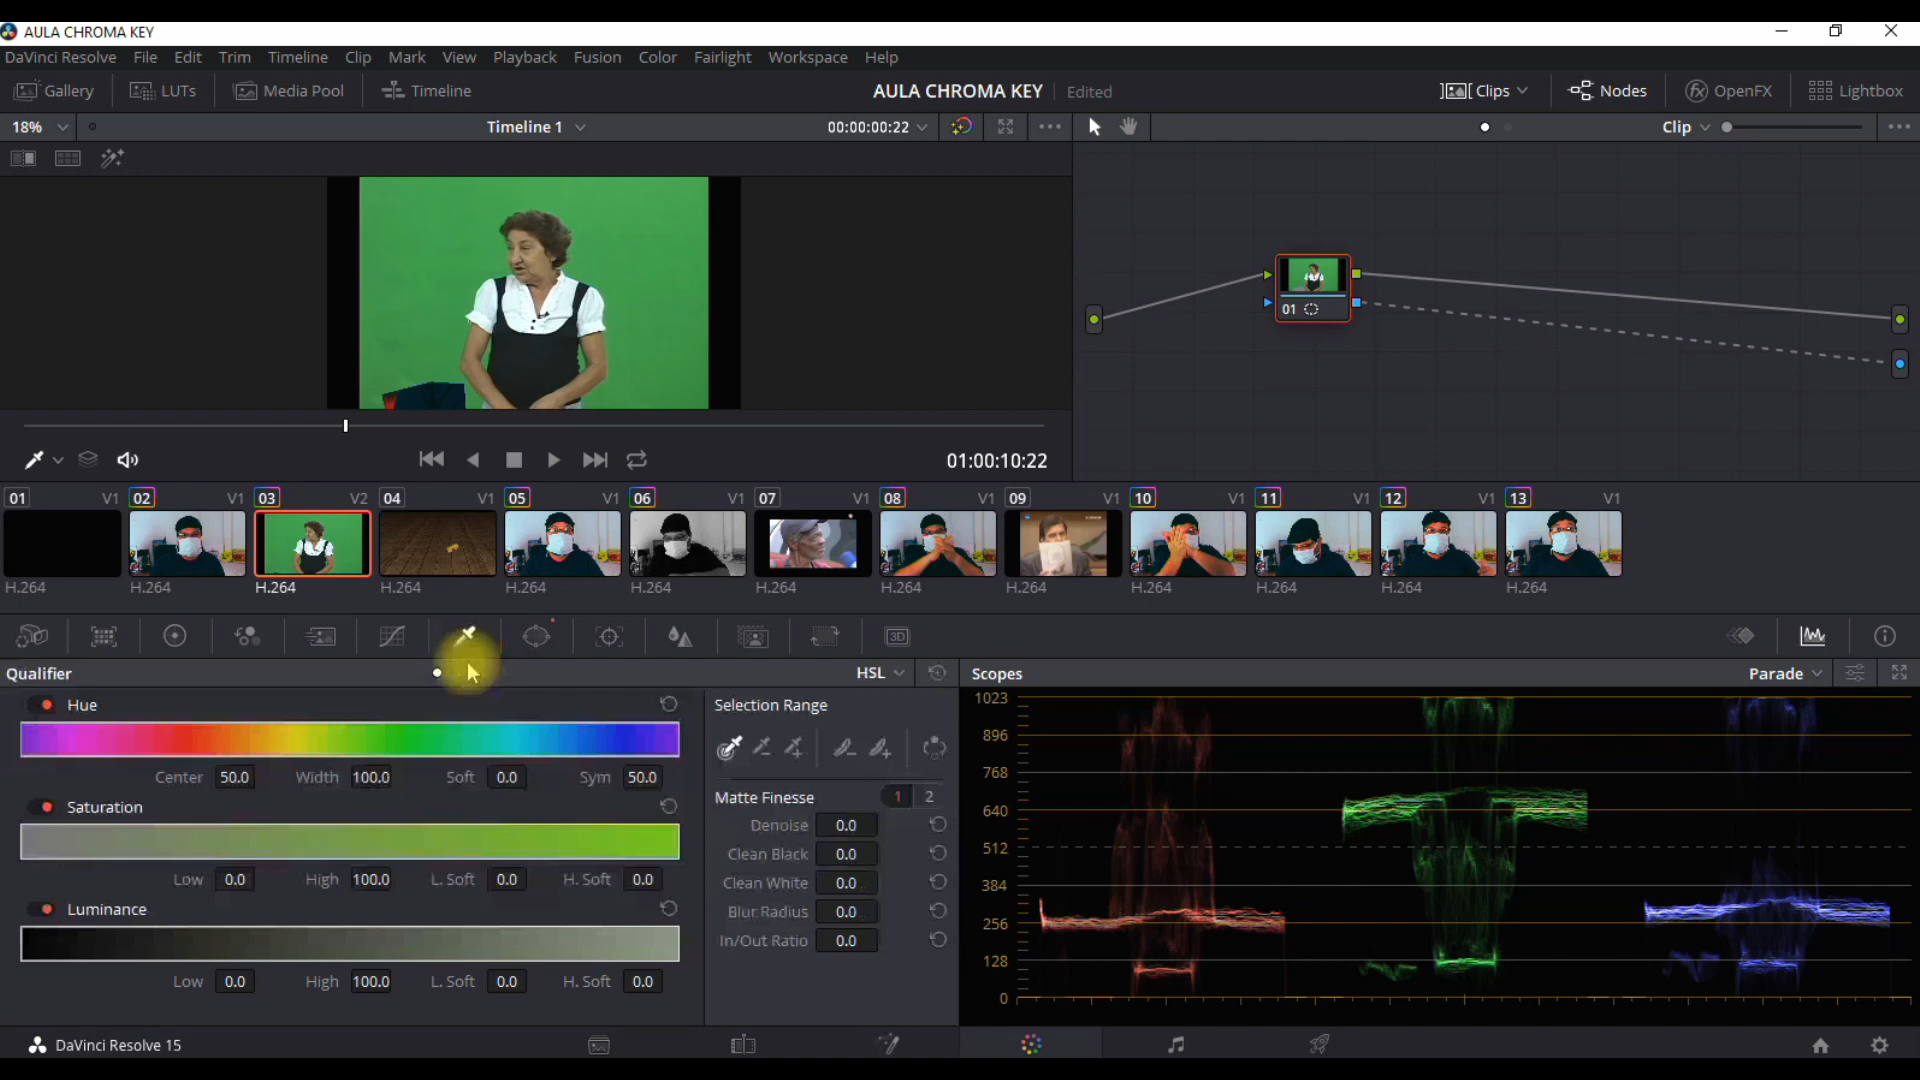 AULA CHROMA KEY
DaVinci Resolve File Edit Trim Timeline Clip Mark View Playback Fusion Color Fairlight Workspace Help
Gallery LUTs Media Pool Timeline AULA CHROMA KEY Edited Clips Nodes OpenFX Lightbox
18% Timeline 1 00:00:00:22 Clip
01
01:00:10:22
01 V1 02 V1 03 V2 04 V1 05 V1 06 V1 07 V1 08 V1 09 V1 10 V1 11 V1 12 V1 13 V1
H.264 H.264 H.264 H.264 H.264 H.264 H.264 H.264 H.264 H.264 H.264 H.264 H.264
3D
Qualifier HSL Scopes Parade
Hue Selection Range 1023
896
Center 50.0 Width 100.0 Soft 0.0 Sym 50.0 768
Saturation Matte Finesse 1 2 640
Denoise 0.0
Clean Black 0.0 512
Low 0.0 High 100.0 L. Soft 0.0 H. Soft 0.0 Clean White 0.0 384
Luminance Blur Radius 0.0 256
In/Out Ratio 0.0 128
Low 0.0 High 100.0 L. Soft 0.0 H. Soft 0.0 0
DaVinci Resolve 15